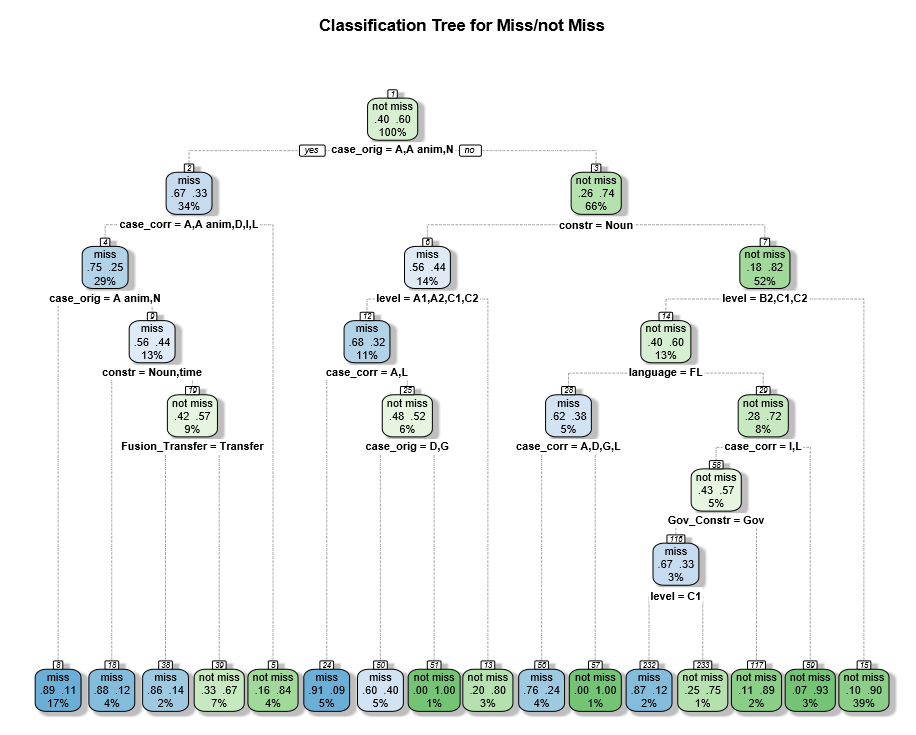 Classification Tree for Miss/not Miss
1
not miss
.40 .60
100%
yes case_orig = A,A anim,N no
2
miss
.67 .33
34%
3
not miss
.26 .74
66%
case_corr = A,A anim,D,I,L
constr = Noun
4
miss
.75 .25
29%
6
miss
.56 .44
14%
7
not miss
.18 .82
52%
case_orig = A anim,N
level = A1,A2,C1,C2
level = B2,C1,C2
9
miss
.56 .44
13%
12
miss
.68 .32
11%
14
not miss
.40 .60
13%
constr = Noun,time
case_corr = A,L
language = FL
19
not miss
.42 .57
9%
25
not miss
.48 .52
6%
28
miss
.62 .38
5%
29
not miss
.28 .72
8%
Fusion_Transfer = Transfer
case_orig = D,G
case_corr = A,D,G,L
case_corr = I,L
58
not miss
.43 .57
5%
Gov_Constr = Gov
116
miss
.67 .33
3%
level = C1
8
miss
.89 .11
17%
18
miss
.88 .12
4%
38
miss
.86 .14
2%
39
not miss
.33 .67
7%
5
not miss
.16 .84
4%
24
miss
.91 .09
5%
50
miss
.60 .40
5%
51
not miss
.00 1.00
1%
13
not miss
.20 .80
3%
56
miss
.76 .24
4%
57
not miss
.00 1.00
1%
232
miss
.87 .12
2%
233
not miss
.25 .75
1%
117
not miss
.11 .89
2%
59
not miss
.07 .93
3%
15
not miss
.10 .90
39%